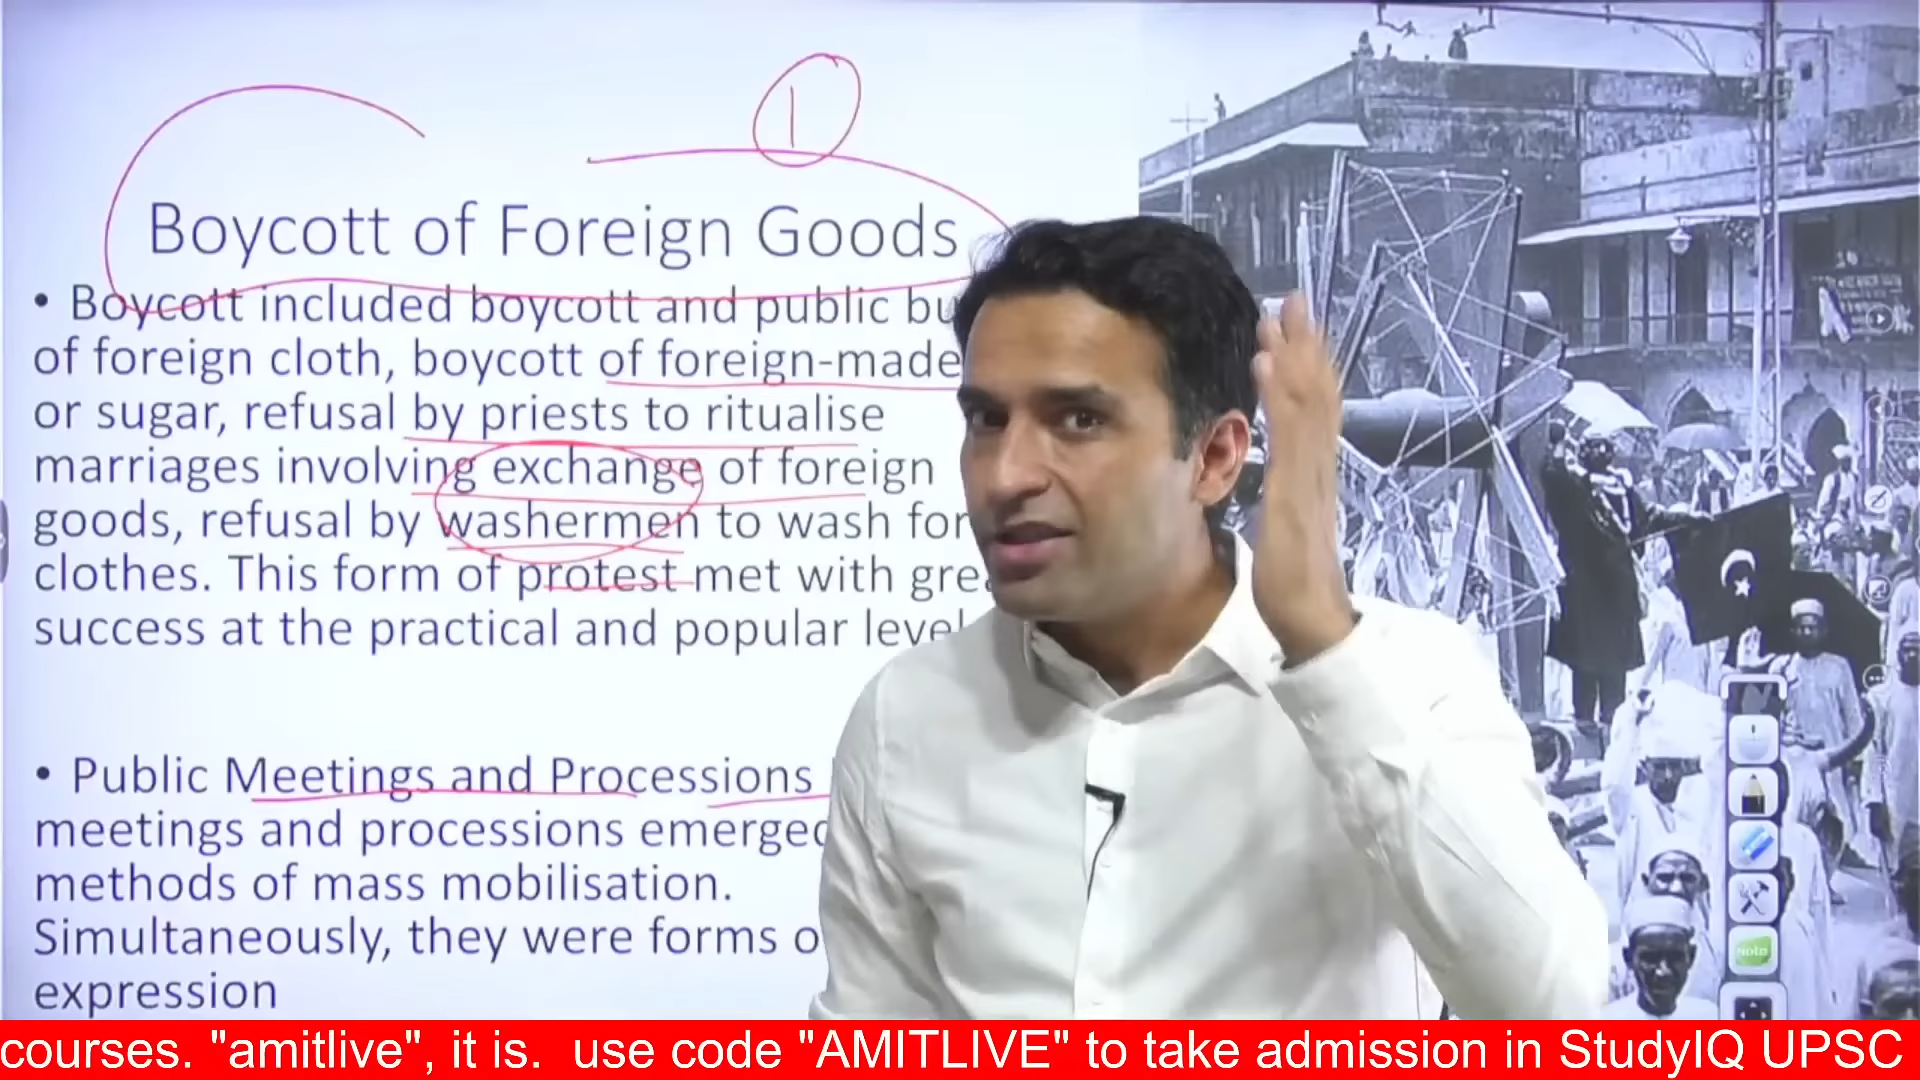 1
Boycott of Foreign Goods
• Boycott included boycott and public bu
of foreign cloth, boycott of foreign-made
or sugar, refusal by priests to ritualise
marriages involving exchange of foreign
goods, refusal by washermen to wash for
clothes. This form of protest met with grea
success at the practical and popular level
• Public Meetings and Processions
meetings and processions emerged
methods of mass mobilisation.
Simultaneously, they were forms o
expression
Note
courses. "amitlive", it is. use code "AMITLIVE" to take admission in StudyIQ UPSC